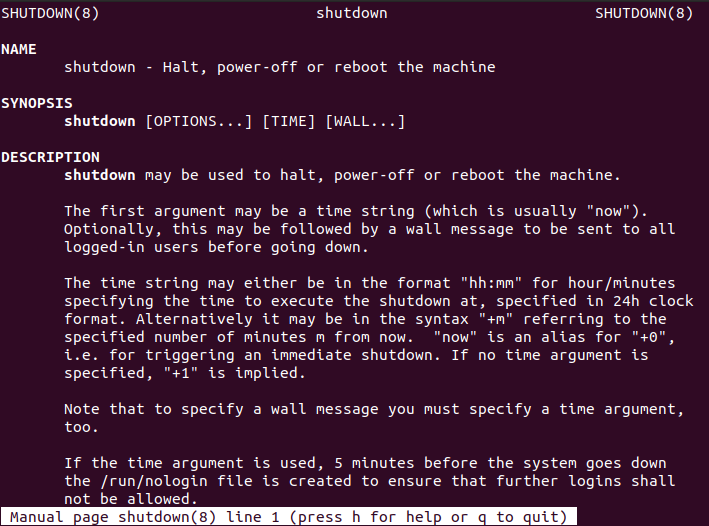 SHUTDOWN(8) shutdown SHUTDOWN(8)
NAME
shutdown - Halt, power-off or reboot the machine
SYNOPSIS
shutdown [OPTIONS...] [TIME] [WALL...]
DESCRIPTION
shutdown may be used to halt, power-off or reboot the machine.
The first argument may be a time string (which is usually "now").
Optionally, this may be followed by a wall message to be sent to all
logged-in users before going down.
The time string may either be in the format "hh:mm" for hour/minutes
specifying the time to execute the shutdown at, specified in 24h clock
format. Alternatively it may be in the syntax "+m" referring to the
specified number of minutes m from now.  "now" is an alias for "+0",
i.e. for triggering an immediate shutdown. If no time argument is
specified, "+1" is implied.
Note that to specify a wall message you must specify a time argument,
too.
If the time argument is used, 5 minutes before the system goes down
the /run/nologin file is created to ensure that further logins shall
not be allowed.
Manual page shutdown(8) line 1 (press h for help or q to quit)